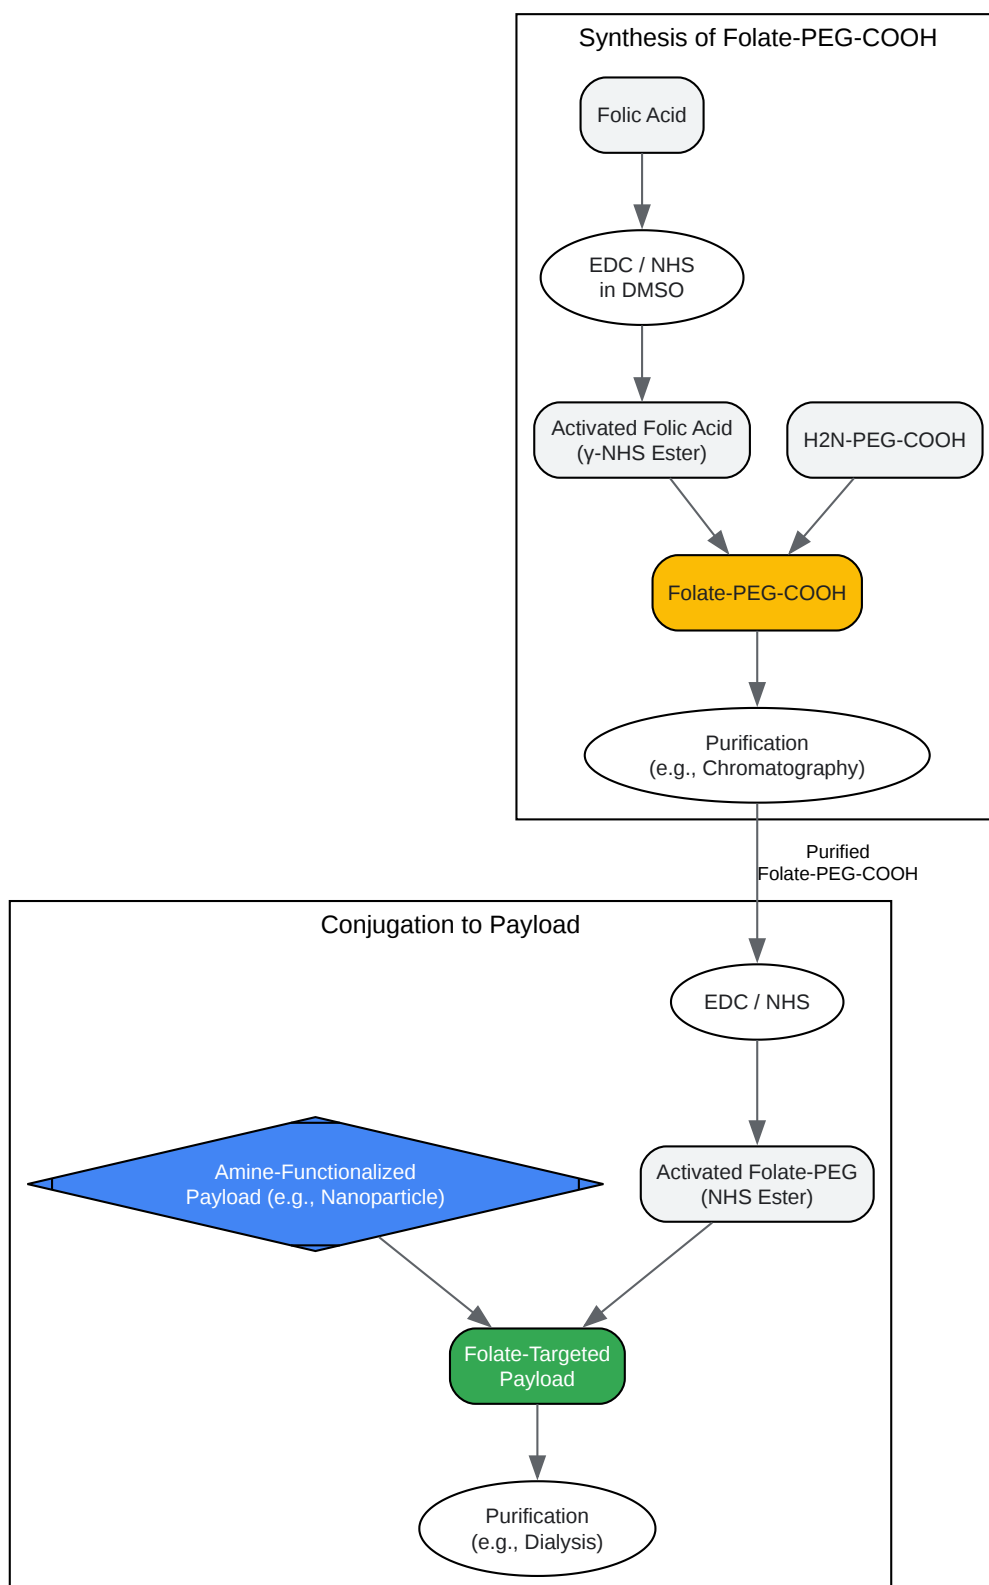 Synthesis of Folate-PEG-COOH
Folic Acid
EDC / NHS
in DMSO
Activated Folic Acid
(γ-NHS Ester)
H2N-PEG-COOH
Folate-PEG-COOH
Purification
(e.g., Chromatography)
Purified
Folate-PEG-COOH
Conjugation to Payload
EDC / NHS
Amine-Functionalized
Payload (e.g., Nanoparticle)
Activated Folate-PEG
(NHS Ester)
Folate-Targeted
Payload
Purification
(e.g., Dialysis)